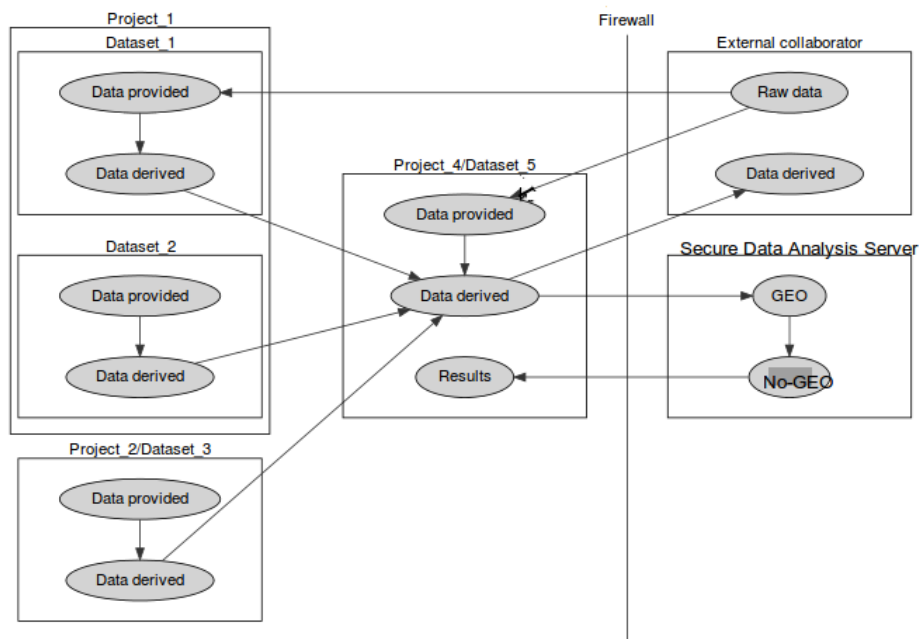 Project_1
Dataset_1
Data provided
Data derived
Dataset_2
Data provided
Data derived
Project_2/Dataset_3
Data provided
Data derived
Project_4/Dataset_5
Data provided
Data derived
Results
Firewall
External collaborator
Raw data
Data derived
Secure Data Analysis Server
GEO
No-GEO